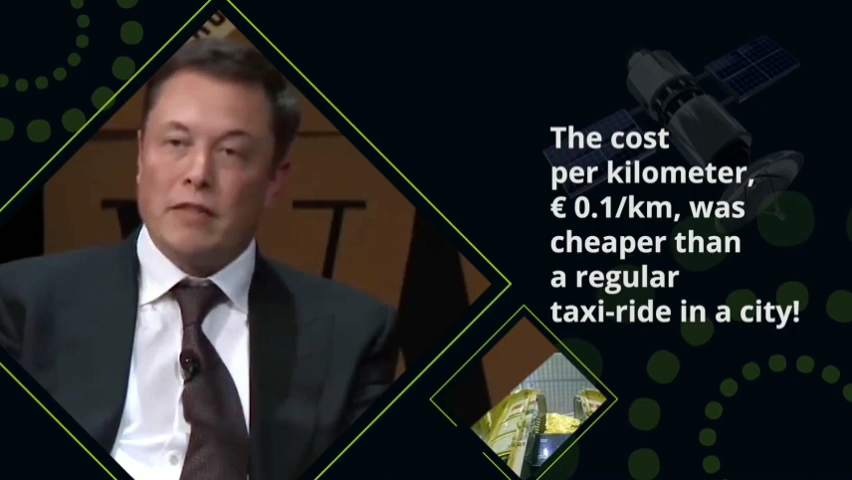 The cost
per kilometer,
€ 0.1/km, was
cheaper than
a regular
taxi-ride in a city!